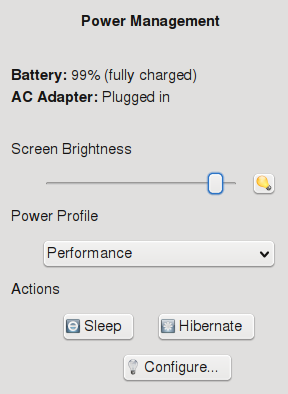 Power Management
Battery: 99% (fully charged)
AC Adapter: Plugged in
Screen Brightness
Power Profile
Performance
Actions
Sleep Hibernate
Configure...